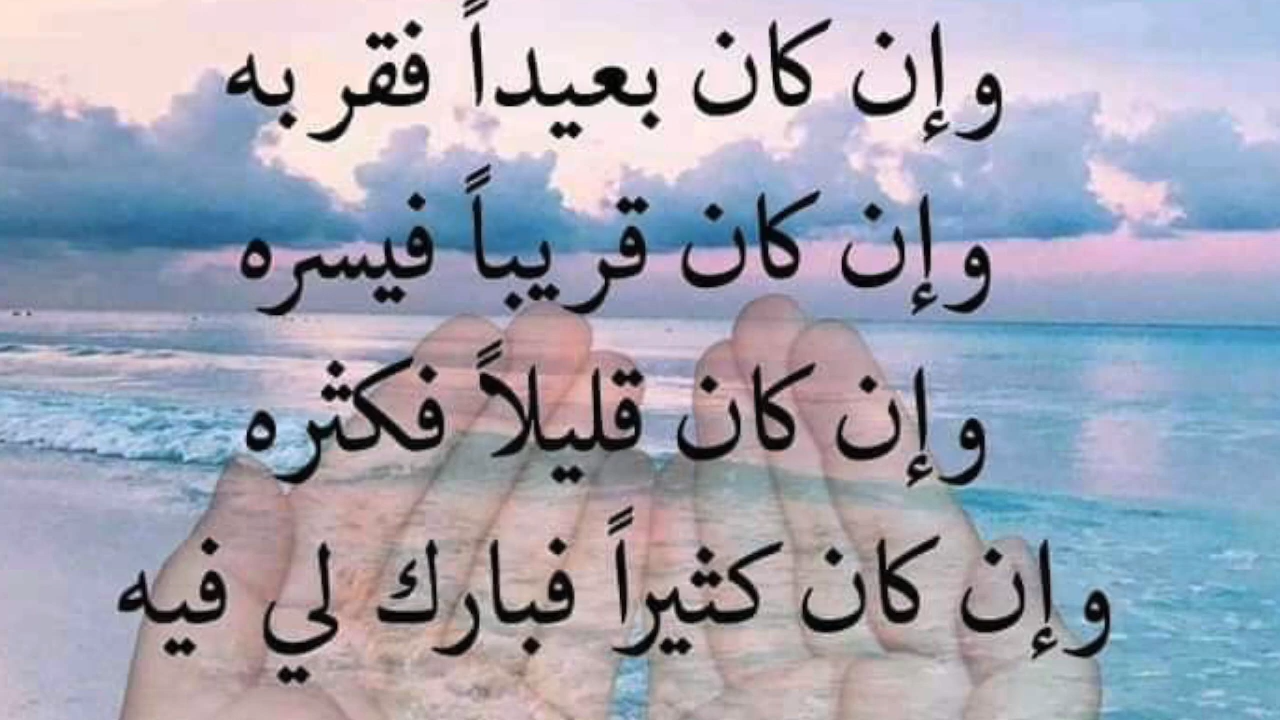 وإن كان بعيداً فقربه
وإن كان قريباً فيسره
وإن كان قليلاً فكثره
وإن كان كثيراً فبارك لي فيه